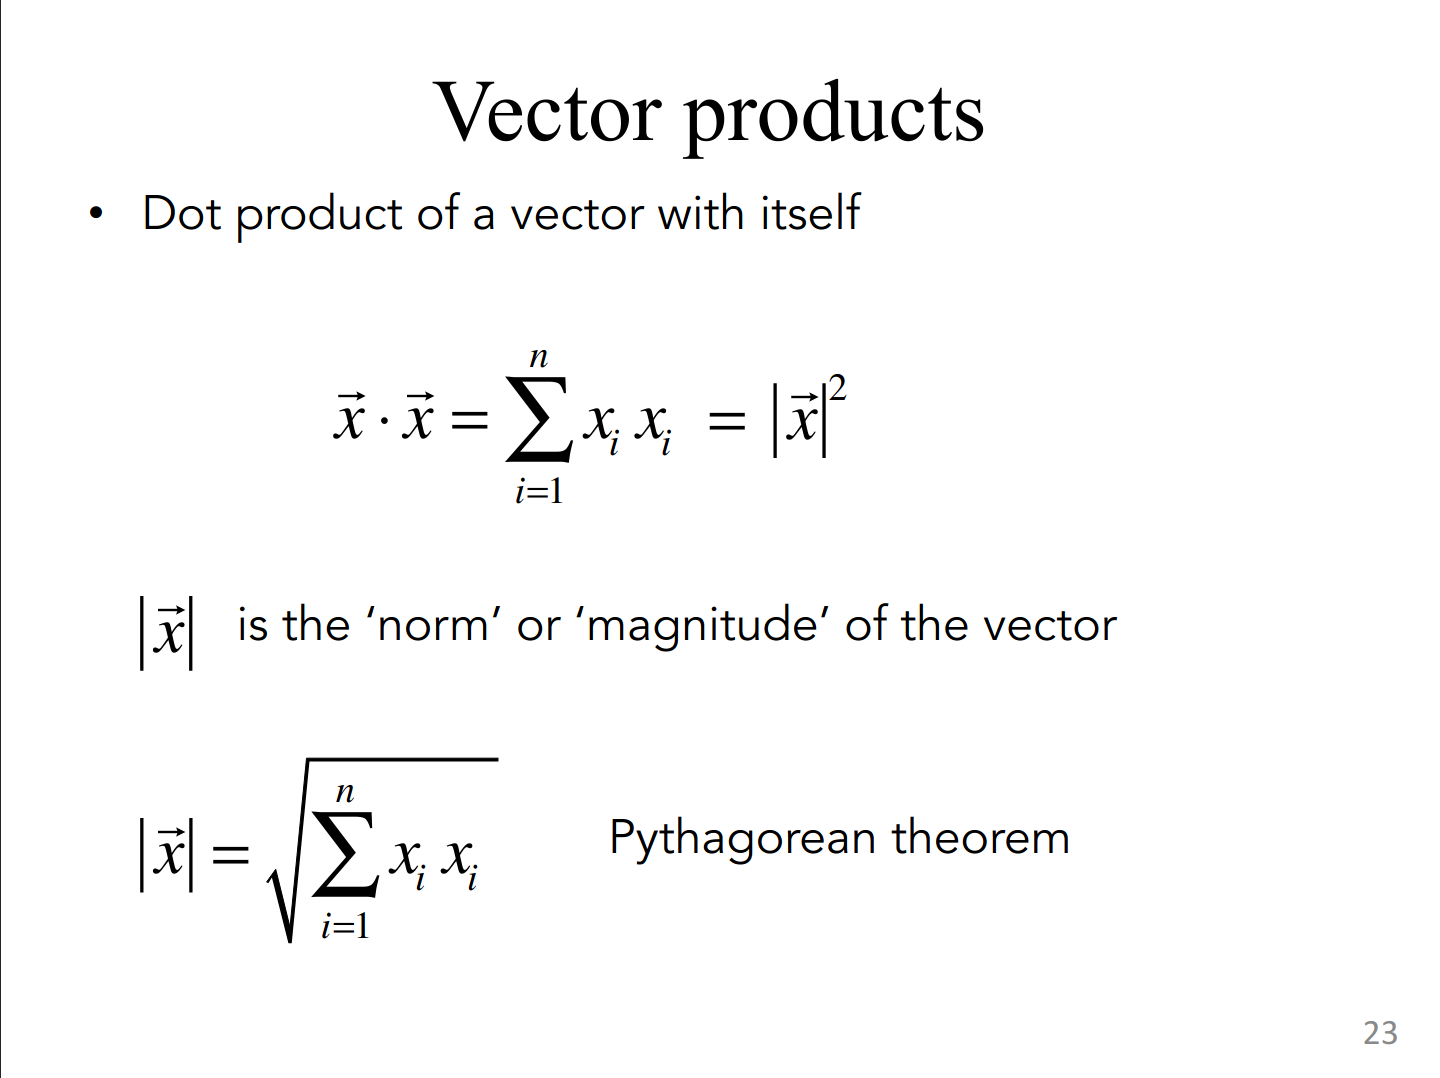 Vector products
• Dot product of a vector with itself
$\vec{x} \cdot \vec{x} = \sum_{i=1}^{n} x_i x_i = |\vec{x}|^2$
$|\vec{x}|$ is the ‘norm’ or ‘magnitude’ of the vector
$|\vec{x}| = \sqrt{\sum_{i=1}^{n} x_i x_i}$ Pythagorean theorem
23